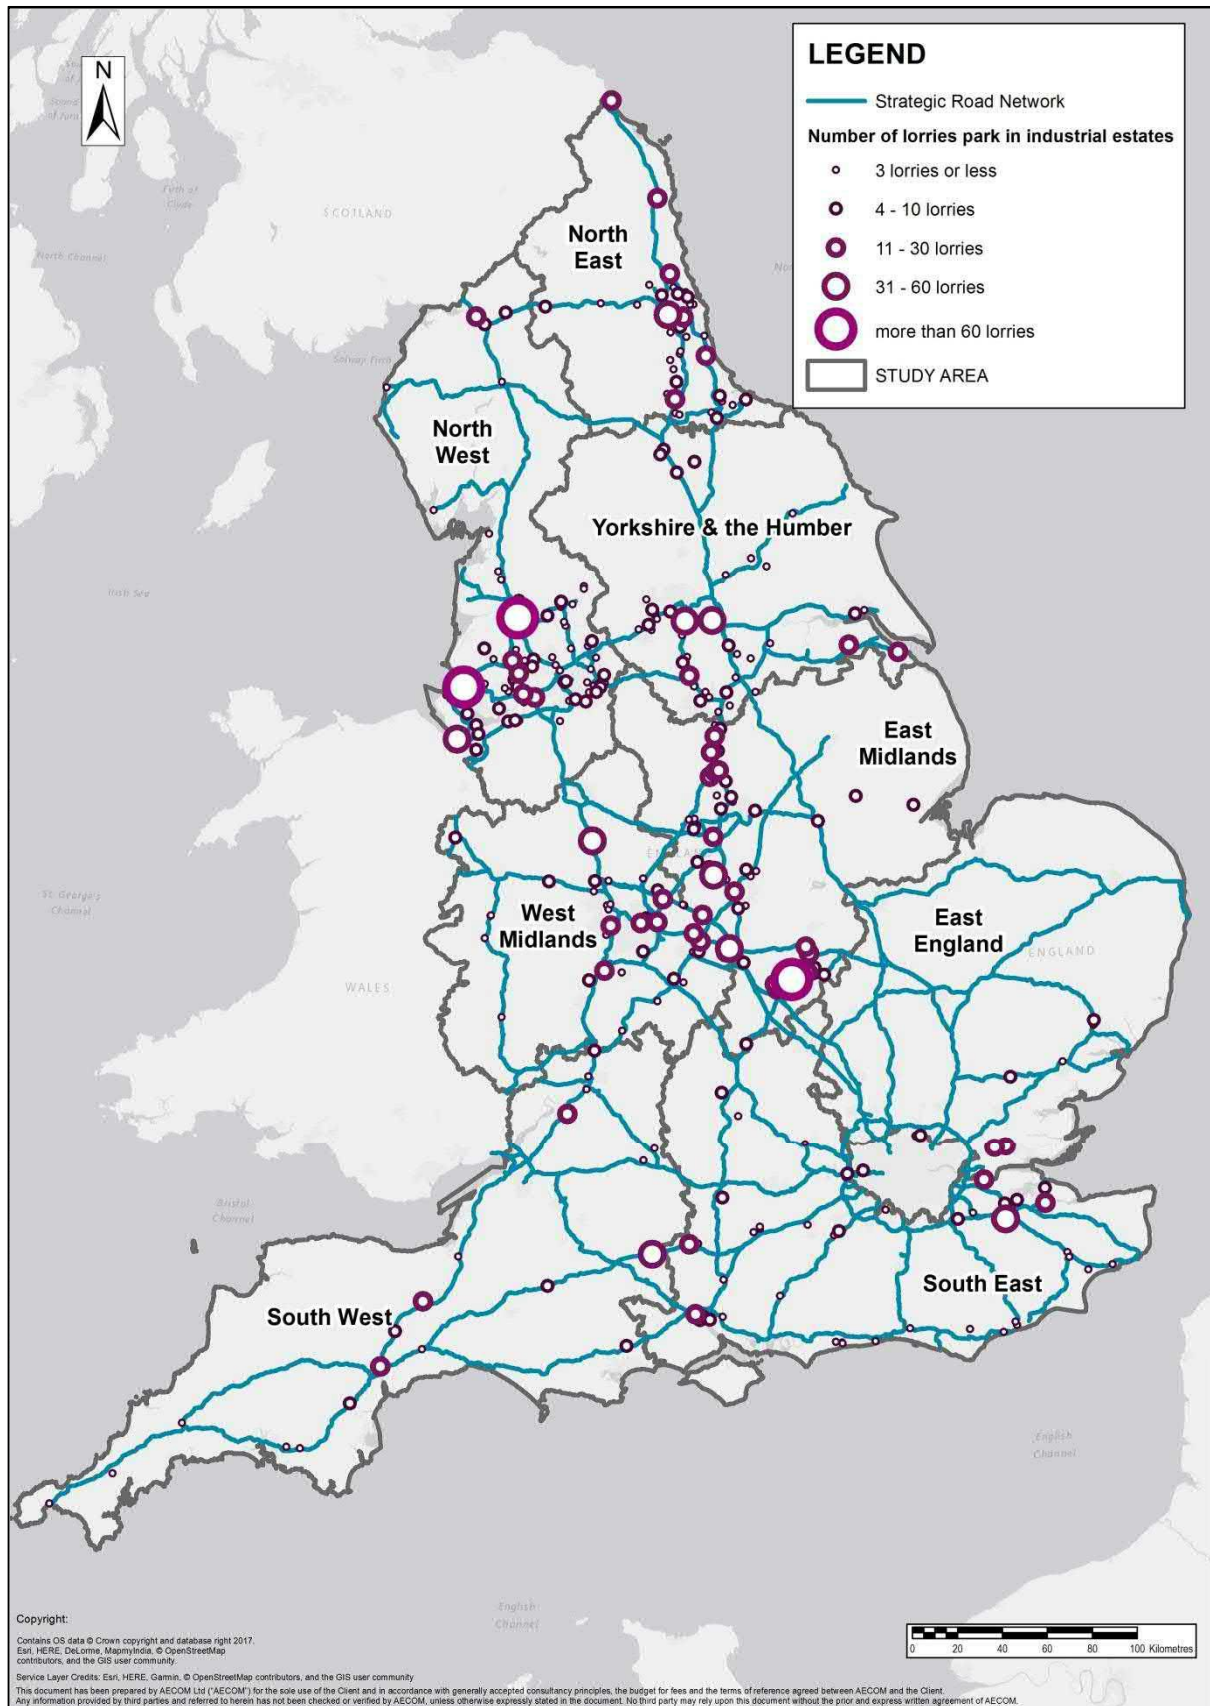 LEGEND
Strategic Road Network
Number of lorries park in industrial estates
3 lorries or less
4 - 10 lorries
11 - 30 lorries
31 - 60 lorries
more than 60 lorries
STUDY AREA
N
SCOTLAND
Firth of
Clyde
North Channel
North
East
Solway Firth
North
West
Yorkshire & the Humber
Irish Sea
East
Midlands
ENGLAND
West
Midlands
East
England
ENGLAND
St. George's
Channel
WALES
Bristol
Channel
South West
South East
English
Channel
English
Channel
Copyright:
Contains OS data © Crown copyright and database right 2017.
Esri, HERE, DeLorme, MapmyIndia, © OpenStreetMap
contributors, and the GIS user community.
0 20 40 60 80 100 Kilometres
Service Layer Credits: Esri, HERE, Garmin, © OpenStreetMap contributors, and the GIS user community
This document has been prepared by AECOM Ltd ("AECOM") for the sole use of the Client and in accordance with generally accepted consultancy principles, the budget for fees and the terms of reference agreed between AECOM and the Client.
Any information provided by third parties and referred to herein has not been checked or verified by AECOM, unless otherwise expressly stated in the document. No third party may rely upon this document without the prior and express written agreement of AECOM.